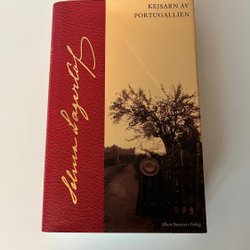 KEJSARN AV
PORTUGALLIEN
Selma Lagerlöf
Albert Bonniers Förlag